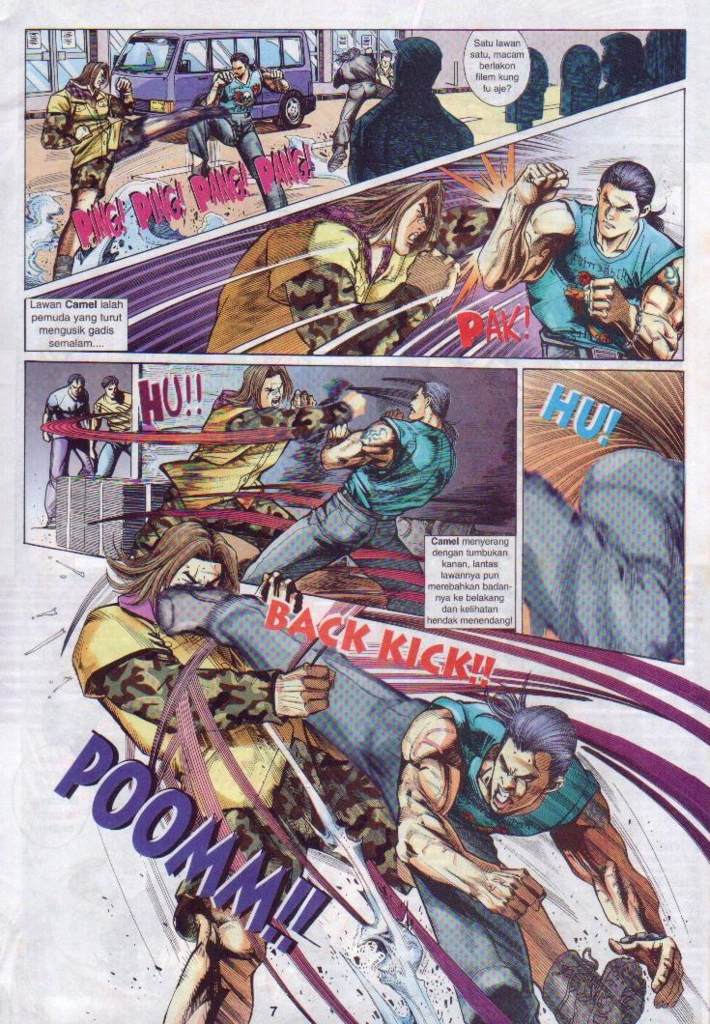 Satu lawan
satu, macam
berlakon
filem kung
fu aje?
PING! PING! PANG! PANG!
PAK!
Lawan Camel ialah
pemuda yang turut
mengusik gadis
semalam....
HU!!
HU!
Camel menyerang
dengan tumbukan
kanan, lantas
lawannya pun
merebahkan badan-
nya ke belakang
dan kelihatan
hendak menendang!
BACK KICK!!
POOMM!!
7